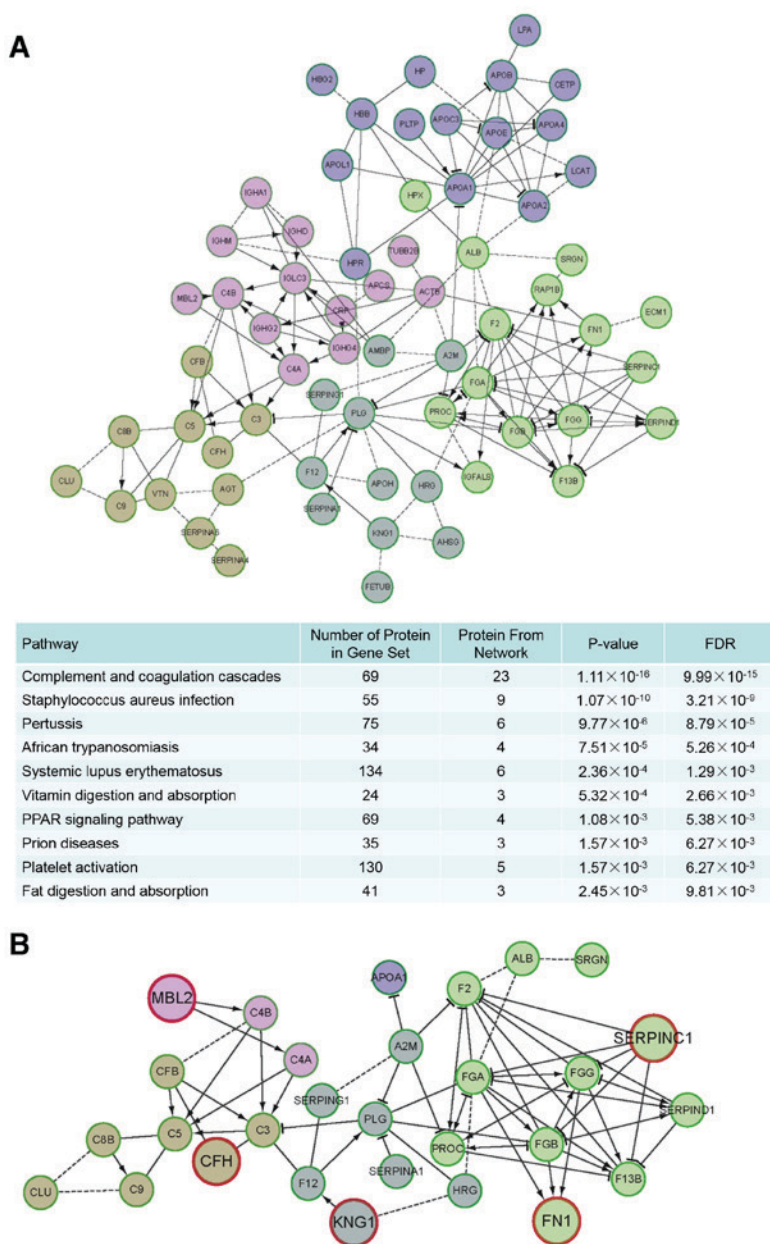 A
LPA
HP
APOB
HBG2
CETP
HBB
PLTP
APOC3
APOE
APOA4
APOL1
LCAT
APOA1
IGHA1
HPX
APOA2
IGHM
IGHD
TUBB2B
ALB
HPR
SRGN
IGLC3
APCS
ACTB
RAP1B
MBL2
C4B
CRP
ECM1
F2
FN1
IGHG2
IGHG4
AMBP
A2M
CFB
C4A
SERPINC1
FGA
SERPING1
PROC
C3
PLG
FGB
FGG
SERPIND1
C8B
C5
CFH
CLU
F12
APOH
HRG
IGFALS
F13B
C9
VTN
AGT
SERPINA1
SERPINA5
KNG1
AHSG
SERPINA4
FETUB
Pathway Number of Protein in Gene Set Protein From Network P-value FDR
Complement and coagulation cascades 69 23 1.11×10-16 9.99×10-15
Staphylococcus aureus infection 55 9 1.07×10-10 3.21×10-9
Pertussis 75 6 9.77×10-6 8.79×10-5
African trypanosomiasis 34 4 7.51×10-5 5.26×10-4
Systemic lupus erythematosus 134 6 2.36×10-4 1.29×10-3
Vitamin digestion and absorption 24 3 5.32×10-4 2.66×10-3
PPAR signaling pathway 69 4 1.08×10-3 5.38×10-3
Prion diseases 35 3 1.57×10-3 6.27×10-3
Platelet activation 130 5 1.57×10-3 6.27×10-3
Fat digestion and absorption 41 3 2.45×10-3 9.81×10-3
B
ALB
SRGN
APOA1
MBL2
F2
C4B
SERPINC1
A2M
C4A
CFB
FGA
FGG
SERPING1
SERPIND1
C8B
C5
C3
PLG
PROC
FGB
CFH
SERPINA1
F13B
CLU
C9
F12
HRG
KNG1
FN1